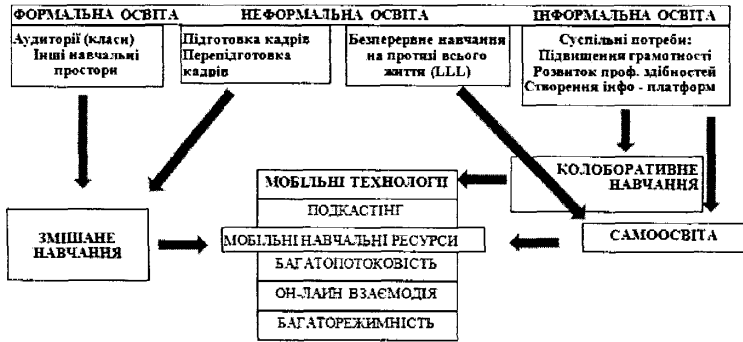 ФОРМАЛЬНА ОСВІТА НЕФОРМАЛЬНА ОСВІТА ІНФОРМАЛЬНА ОСВІТА
Аудиторії (класи)
Інші навчальні
простори
Підготовка кадрів
Перепідготовка
кадрів
Безперервне навчання
на протязі всього
життя (LLL)
Суспільні потреби:
Підвищення грамотності
Розвиток проф. здібностей
Створення інфо - платформ
КОЛОБОРАТИВНЕ
НАВЧАННЯ
МОБІЛЬНІ ТЕХНОЛОГІЇ
ПОДКАСТІНГ
МОБІЛЬНІ НАВЧАЛЬНІ РЕСУРСИ
БАГАТОПОТОКОВІСТЬ
ОН-ЛАЙН ВЗАЄМОДІЯ
БАГАТОРЕЖИМНІСТЬ
ЗМІШАНЕ
НАВЧАННЯ
САМООСВІТА